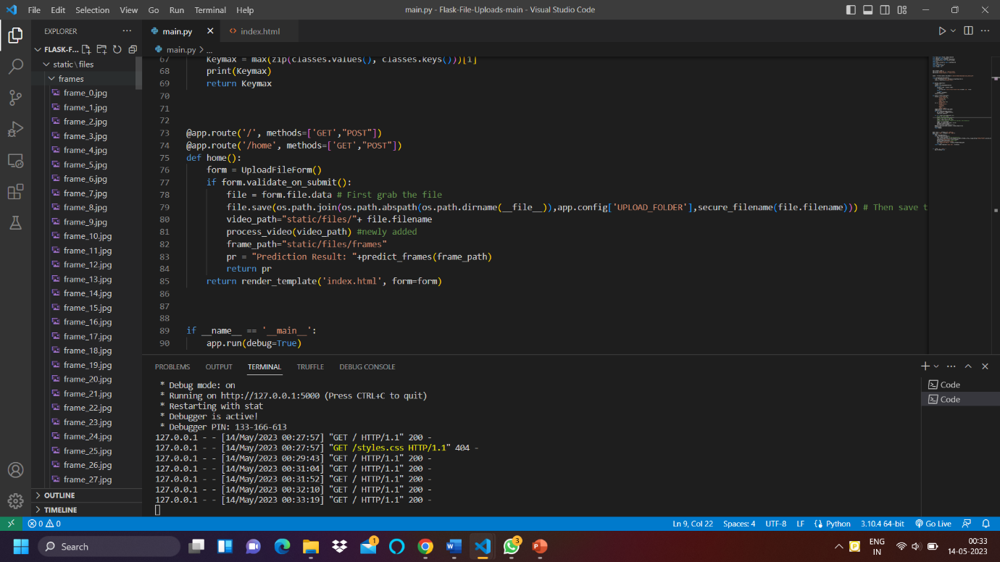 File Edit Selection View Go Run Terminal Help
main.py - Flask-File-Uploads-main - Visual Studio Code
EXPLORER
FLASK-F...
static \ files
frames
frame_0.jpg
frame_1.jpg
frame_2.jpg
frame_3.jpg
frame_4.jpg
frame_5.jpg
frame_6.jpg
frame_7.jpg
frame_8.jpg
frame_9.jpg
frame_10.jpg
frame_11.jpg
frame_12.jpg
frame_13.jpg
frame_14.jpg
frame_15.jpg
frame_16.jpg
frame_17.jpg
frame_18.jpg
frame_19.jpg
frame_20.jpg
frame_21.jpg
frame_22.jpg
frame_23.jpg
frame_24.jpg
frame_25.jpg
frame_26.jpg
frame_27.jpg
OUTLINE
TIMELINE
main.py index.html
main.py > ...
67 Keymax = max(zip(classes.values(), classes.keys()))[1]
68 print(Keymax)
69 return Keymax
70
71
72
73 @app.route('/', methods=['GET',"POST"])
74 @app.route('/home', methods=['GET',"POST"])
75 def home():
76 form = UploadFileForm()
77 if form.validate_on_submit():
78 file = form.file.data # First grab the file
79 file.save(os.path.join(os.path.abspath(os.path.dirname(__file__)),app.config['UPLOAD_FOLDER'],secure_filename(file.filename))) # Then save t
80 video_path="static/files/"+ file.filename
81 process_video(video_path) #newly added
82 frame_path="static/files/frames"
83 pr = "Prediction Result: "+predict_frames(frame_path)
84 return pr
85 return render_template('index.html', form=form)
86
87
88
89 if __name__ == '__main__':
90 app.run(debug=True)
PROBLEMS OUTPUT TERMINAL TRUFFLE DEBUG CONSOLE
* Debug mode: on
* Running on http://127.0.0.1:5000 (Press CTRL+C to quit)
* Restarting with stat
* Debugger is active!
* Debugger PIN: 133-166-613
127.0.0.1 - - [14/May/2023 00:27:57] "GET / HTTP/1.1" 200 -
127.0.0.1 - - [14/May/2023 00:27:57] "GET /styles.css HTTP/1.1" 404 -
127.0.0.1 - - [14/May/2023 00:29:43] "GET / HTTP/1.1" 200 -
127.0.0.1 - - [14/May/2023 00:31:04] "GET / HTTP/1.1" 200 -
127.0.0.1 - - [14/May/2023 00:31:52] "GET / HTTP/1.1" 200 -
127.0.0.1 - - [14/May/2023 00:32:10] "GET / HTTP/1.1" 200 -
127.0.0.1 - - [14/May/2023 00:33:19] "GET / HTTP/1.1" 200 -
Code
Code
0 0 Ln 9, Col 22 Spaces: 4 UTF-8 LF Python 3.10.4 64-bit Go Live
Search
1
3
ENG
IN
00:33
14-05-2023